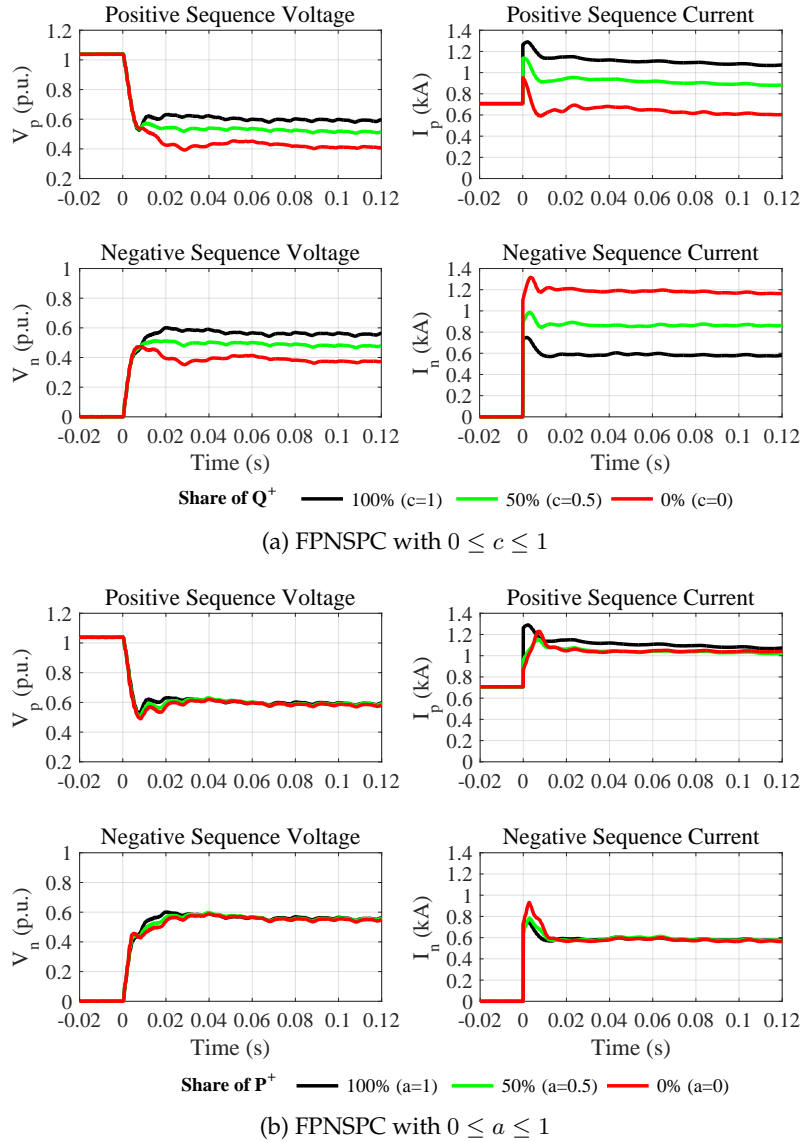 Positive Sequence Voltage
V_p (p.u.)
1.2
1
0.8
0.6
0.4
0.2
-0.02 0 0.02 0.04 0.06 0.08 0.1 0.12
Positive Sequence Current
I_p (kA)
1.4
1.2
1
0.8
0.6
0.4
0.2
0
-0.02 0 0.02 0.04 0.06 0.08 0.1 0.12
Negative Sequence Voltage
V_n (p.u.)
1
0.8
0.6
0.4
0.2
0
-0.02 0 0.02 0.04 0.06 0.08 0.1 0.12
Time (s)
Negative Sequence Current
I_n (kA)
1.4
1.2
1
0.8
0.6
0.4
0.2
0
-0.02 0 0.02 0.04 0.06 0.08 0.1 0.12
Time (s)
Share of Q⁺ 100% (c=1) 50% (c=0.5) 0% (c=0)
(a) FPNSPC with 0 ≤ c ≤ 1
Positive Sequence Voltage
V_p (p.u.)
1.2
1
0.8
0.6
0.4
0.2
-0.02 0 0.02 0.04 0.06 0.08 0.1 0.12
Positive Sequence Current
I_p (kA)
1.4
1.2
1
0.8
0.6
0.4
0.2
0
-0.02 0 0.02 0.04 0.06 0.08 0.1 0.12
Negative Sequence Voltage
V_n (p.u.)
1
0.8
0.6
0.4
0.2
0
-0.02 0 0.02 0.04 0.06 0.08 0.1 0.12
Time (s)
Negative Sequence Current
I_n (kA)
1.4
1.2
1
0.8
0.6
0.4
0.2
0
-0.02 0 0.02 0.04 0.06 0.08 0.1 0.12
Time (s)
Share of P⁺ 100% (a=1) 50% (a=0.5) 0% (a=0)
(b) FPNSPC with 0 ≤ a ≤ 1